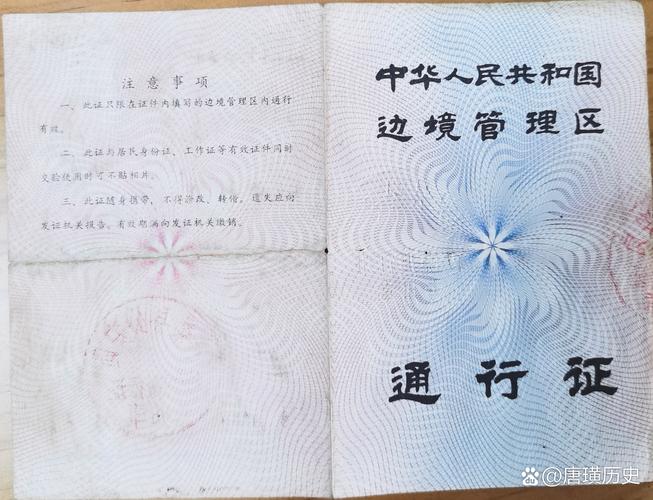 注意事项
一、此证只限在证件内填写的边境管理区内通行
有效。
二、此证与居民身份证、工作证等有效证件同时
交验使用时可不贴相片。
三、此证随身携带，不得涂改、转借。遗失应向
发证机关报告。有效期满向发证机关缴销。
中华人民共和国
边境管理区
通行证
@唐璜历史